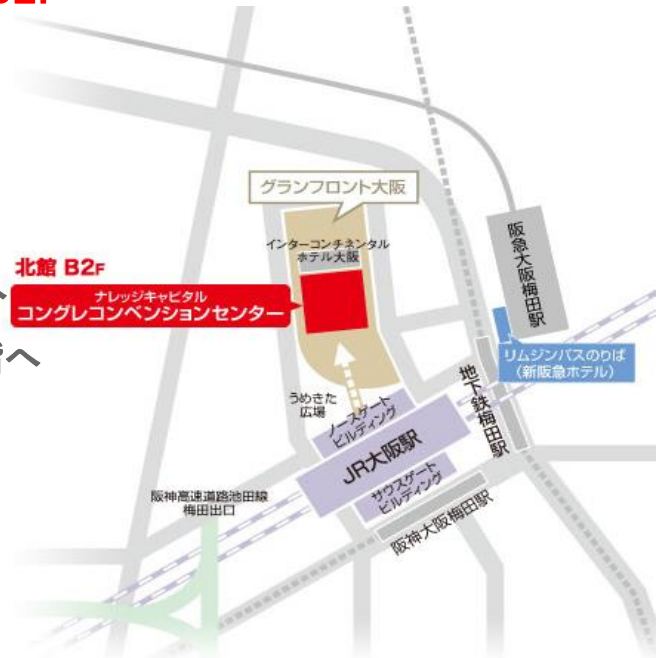 グランフロント大阪
インターコンチネンタル
ホテル大阪
北館 B2F
ナレッジキャピタル
コングレコンベンションセンター
へ
うめきた
広場
ノースゲート
ビルディング
JR大阪駅
サウスゲート
ビルディング
阪急大阪梅田駅
リムジンバスのりば
(新阪急ホテル)
地下鉄梅田駅
阪神大阪梅田駅
阪神高速道路池田線
梅田出口